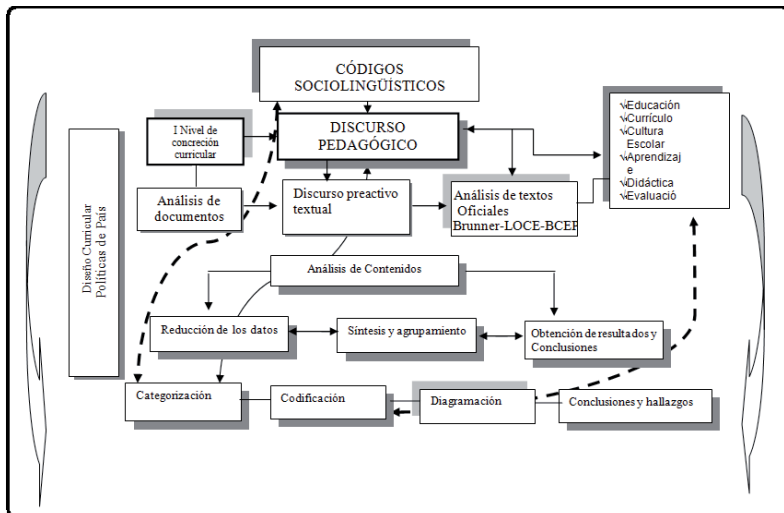 CÓDIGOS
SOCIOLINGÜÍSTICOS
I Nivel de
concreción
curricular
DISCURSO
PEDAGÓGICO
√Educación
√Currículo
√Cultura
Escolar
√Aprendizaj
e
√Didáctica
√Evaluació
Diseño Curricular
Políticas de País
Análisis de
documentos
Discurso preactivo
textual
Análisis de textos
Oficiales
Brunner-LOCE-BCEP
Análisis de Contenidos
Reducción de los datos
Síntesis y agrupamiento
Obtención de resultados y
Conclusiones
Categorización
Codificación
Diagramación
Conclusiones y hallazgos